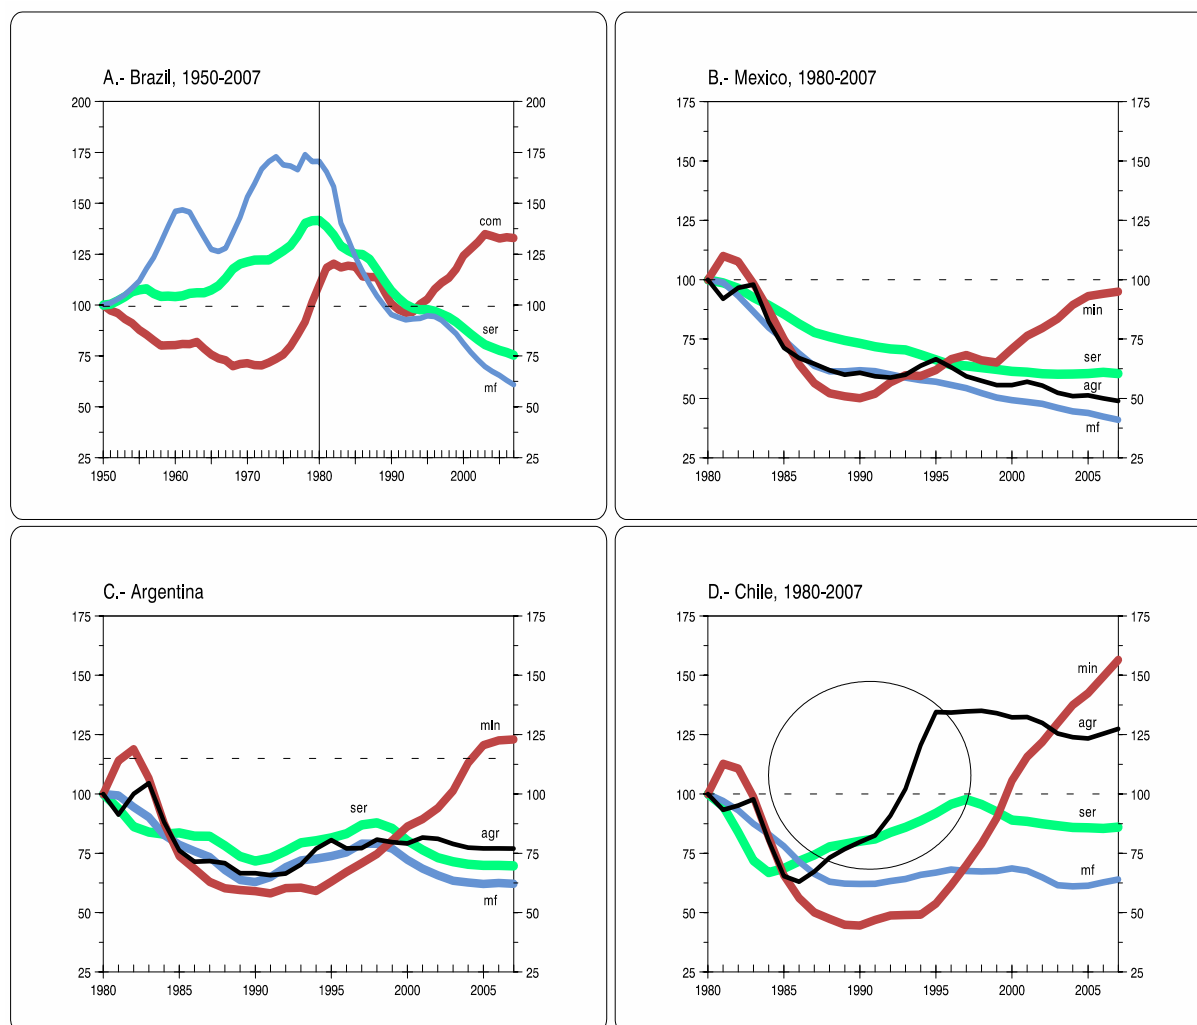 A.- Brazil, 1950-2007
200 200
175 175
150 150
com
125 125
100 100
ser
75 75
mf
50 50
25 25
1950 1960 1970 1980 1990 2000
B.- Mexico, 1980-2007
175 175
150 150
125 125
100 100
min
75 75
ser
agr
50 50
mf
25 25
1980 1985 1990 1995 2000 2005
C.- Argentina
175 175
150 150
min
125 125
100 100
ser
agr
75 75
mf
50 50
25 25
1980 1985 1990 1995 2000 2005
D.- Chile, 1980-2007
175 175
min
150 150
agr
125 125
100 100
ser
75 75
mf
50 50
25 25
1980 1985 1990 1995 2000 2005